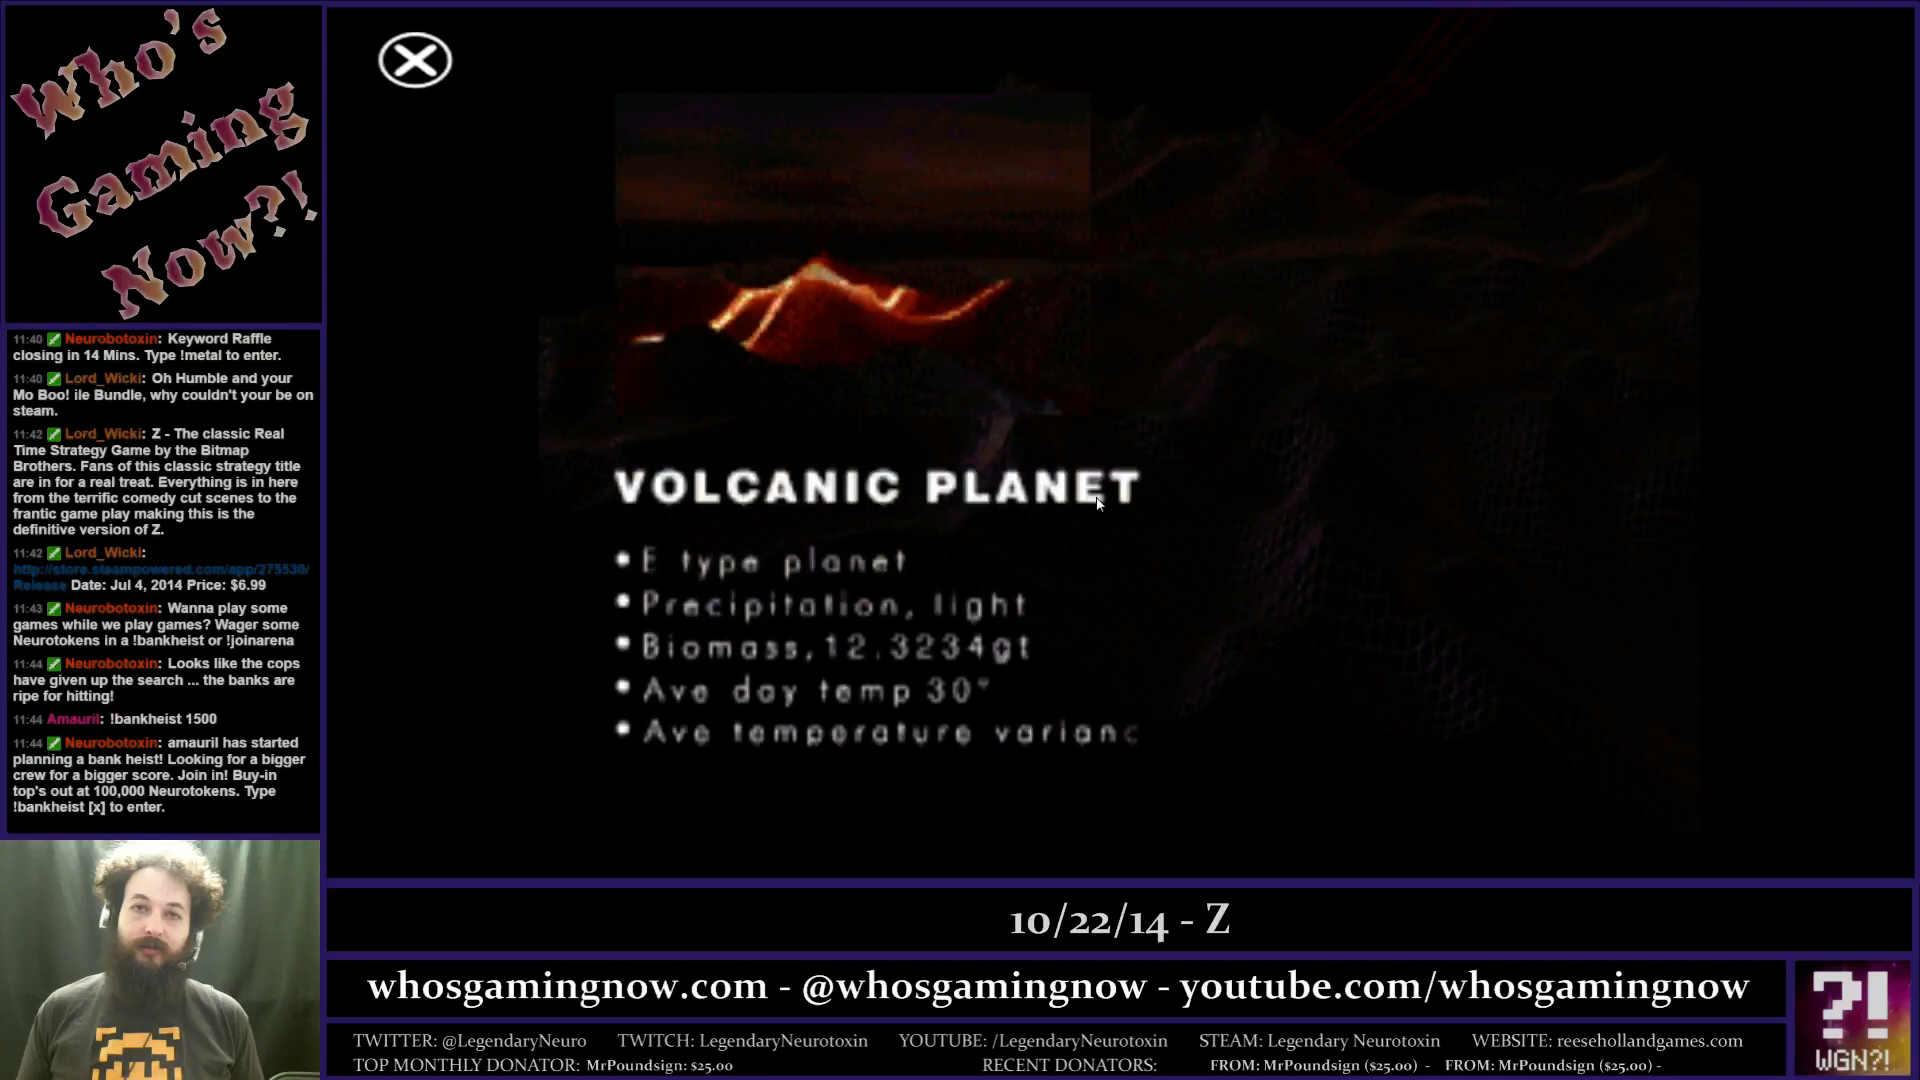 Who's
Gaming
Now?!
11:40 Neurobotoxin: Keyword Raffle
closing in 14 Mins. Type !metal to enter.
11:40 Lord_Wicki: Oh Humble and your
Mo Boo! ile Bundle, why couldn't your be on
steam.
11:42 Lord_Wicki: Z - The classic Real
Time Strategy Game by the Bitmap
Brothers. Fans of this classic strategy title
are in for a real treat. Everything is in here
from the terrific comedy cut scenes to the
frantic game play making this is the
definitive version of Z.
11:42 Lord_Wicki:
http://store.steampowered.com/app/275530/
Release Date: Jul 4, 2014 Price: $6.99
11:43 Neurobotoxin: Wanna play some
games while we play games? Wager some
Neurotokens in a !bankheist or !joinarena
11:44 Neurobotoxin: Looks like the cops
have given up the search ... the banks are
ripe for hitting!
11:44 Amauril: !bankheist 1500
11:44 Neurobotoxin: amauril has started
planning a bank heist! Looking for a bigger
crew for a bigger score. Join in! Buy-in
top's out at 100,000 Neurotokens. Type
!bankheist [x] to enter.
VOLCANIC PLANET
• E type planet
• Precipitation, light
• Biomass,12.3234gt
• Ave day temp 30°
• Ave temperature varianc
10/22/14 - Z
whosgamingnow.com - @whosgamingnow - youtube.com/whosgamingnow
TWITTER: @LegendaryNeuro TWITCH: LegendaryNeurotoxin YOUTUBE: /LegendaryNeurotoxin STEAM: Legendary Neurotoxin WEBSITE: reesehollandgames.com
TOP MONTHLY DONATOR: MrPoundsign: $25.00 RECENT DONATORS: FROM: MrPoundsign ($25.00) - FROM: MrPoundsign ($25.00) -
?!
WGN?!